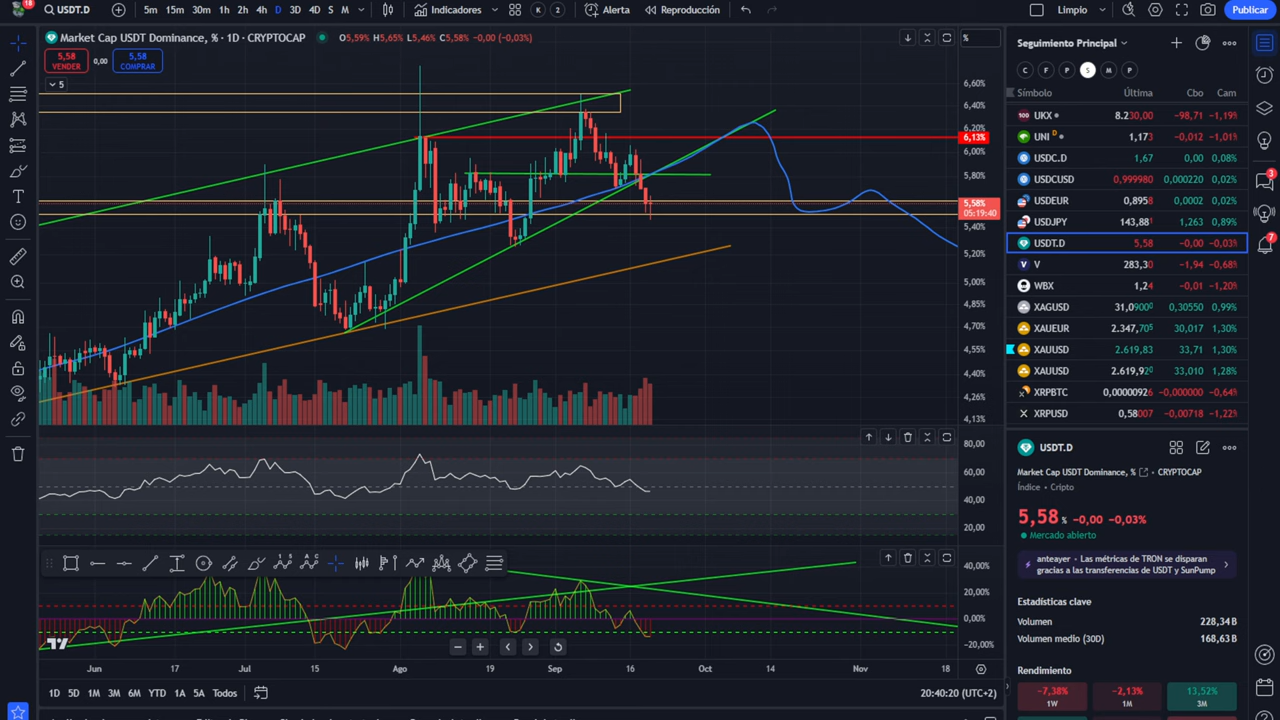 18
USDT.D
5m 15m 30m 1h 2h 4h D 3D 4D S M
Indicadores
K 2
Alerta
Reproducción
Limpio
Publicar
Market Cap USDT Dominance, % · 1D · CRYPTOCAP
O5,59% H5,65% L5,46% C5,58% -0,00 (-0,03%)
5,58
VENDER
0,00
5,58
COMPRAR
5
%
6,60%
6,40%
6,20%
6,13%
6,00%
5,80%
5,58%
05:19:40
5,40%
5,20%
5,00%
4,85%
4,70%
4,55%
4,40%
4,26%
4,13%
80,00
60,00
40,00
20,00
40,00%
20,00%
0,00%
-20,00%
Jun 17 Jul 15 Ago 19 Sep 16 Oct 14 Nov 18
1D 5D 1M 3M 6M YTD 1A 5A Todos
20:40:20 (UTC+2)
Seguimiento Principal
C F P S M P
Símbolo Última Cbo Cam
UKX 8.230,00 -98,71 -1,19%
UNI D 1,173 -0,012 -1,01%
USDC.D 1,67 0,00 0,08%
USDCUSD 0,999980 0,000220 0,02%
USDEUR 0,8958 0,0002 0,02%
USDJPY 143,881 1,263 0,89%
USDT.D 5,58 -0,00 -0,03%
V 283,30 -1,94 -0,68%
WBX 1,24 -0,01 -1,20%
XAGUSD 31,09000 0,30550 0,99%
XAUEUR 2.347,705 30,017 1,30%
XAUUSD 2.619,83 33,71 1,30%
XAUUSD 2.619,920 33,010 1,28%
XRPBTC 0,0000926 -0,000000 -0,64%
XRPUSD 0,58007 -0,00718 -1,22%
USDT.D
Market Cap USDT Dominance, % · CRYPTOCAP
Índice · Cripto
5,58 % -0,00 -0,03%
Mercado abierto
anteayer · Las métricas de TRON se disparan
gracias a las transferencias de USDT y SunPump
Estadísticas clave
Volumen 228,34B
Volumen medio (30D) 168,63B
Rendimiento
-7,38%
1W
-2,13%
1M
13,52%
3M
3
7